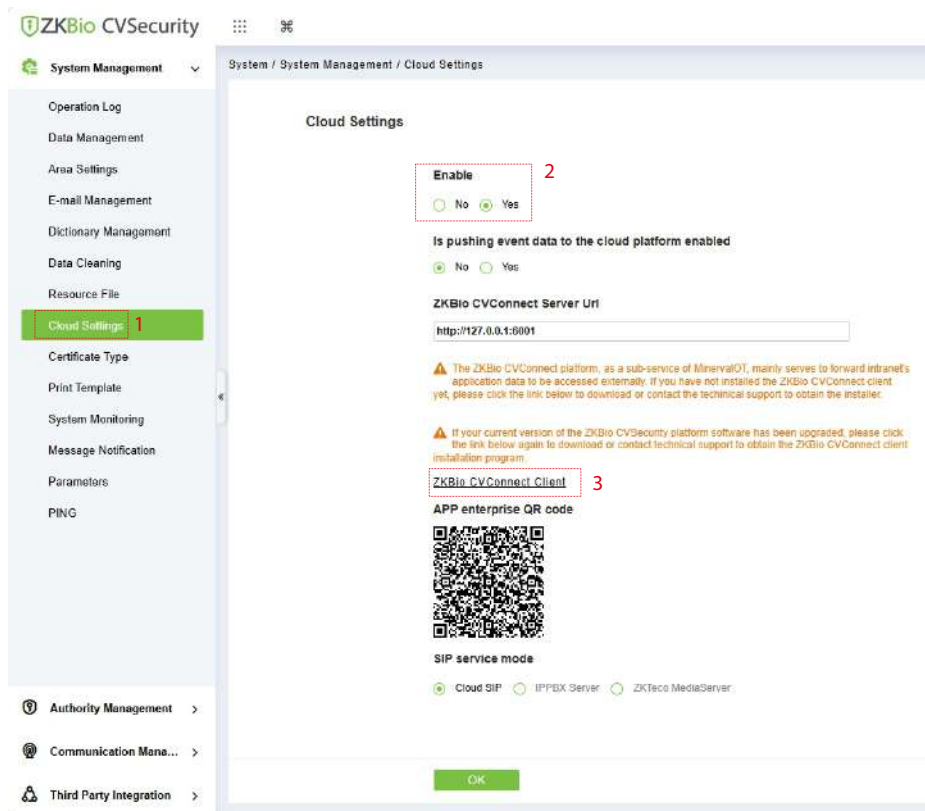 ZKBio CVSecurity
System Management
System / System Management / Cloud Settings
Operation Log
Data Management
Area Settings
E-mail Management
Dictionary Management
Data Cleaning
Resource File
Cloud Settings 1
Certificate Type
Print Template
System Monitoring
Message Notification
Parameters
PING
Authority Management
Communication Mana...
Third Party Integration
Cloud Settings
Enable 2
No Yes
Is pushing event data to the cloud platform enabled
No Yes
ZKBio CVConnect Server Url
http://127.0.0.1:6001
The ZKBio CVConnect platform, as a sub-service of MinervaIOT, mainly serves to forward intranet's
application data to be accessed externally. If you have not installed the ZKBio CVConnect client
yet, please click the link below to download or contact the techinical support to obtain the installer.
If your current version of the ZKBio CVSecurity platform software has been upgraded, please click
the link below again to download or contact technical support to obtain the ZKBio CVConnect client
installation program.
ZKBio CVConnect Client 3
APP enterprise QR code
SIP service mode
Cloud SIP IPPBX Server ZKTeco MediaServer
OK